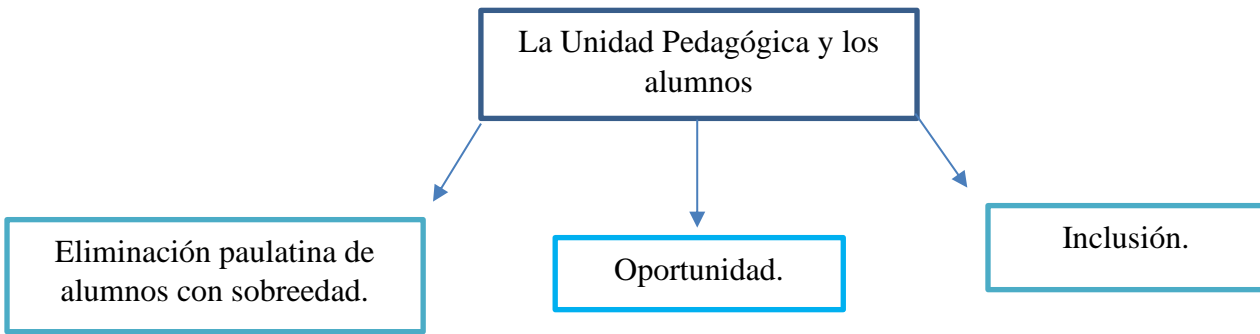 La Unidad Pedagógica y los
alumnos
Eliminación paulatina de
alumnos con sobreedad.
Oportunidad.
Inclusión.